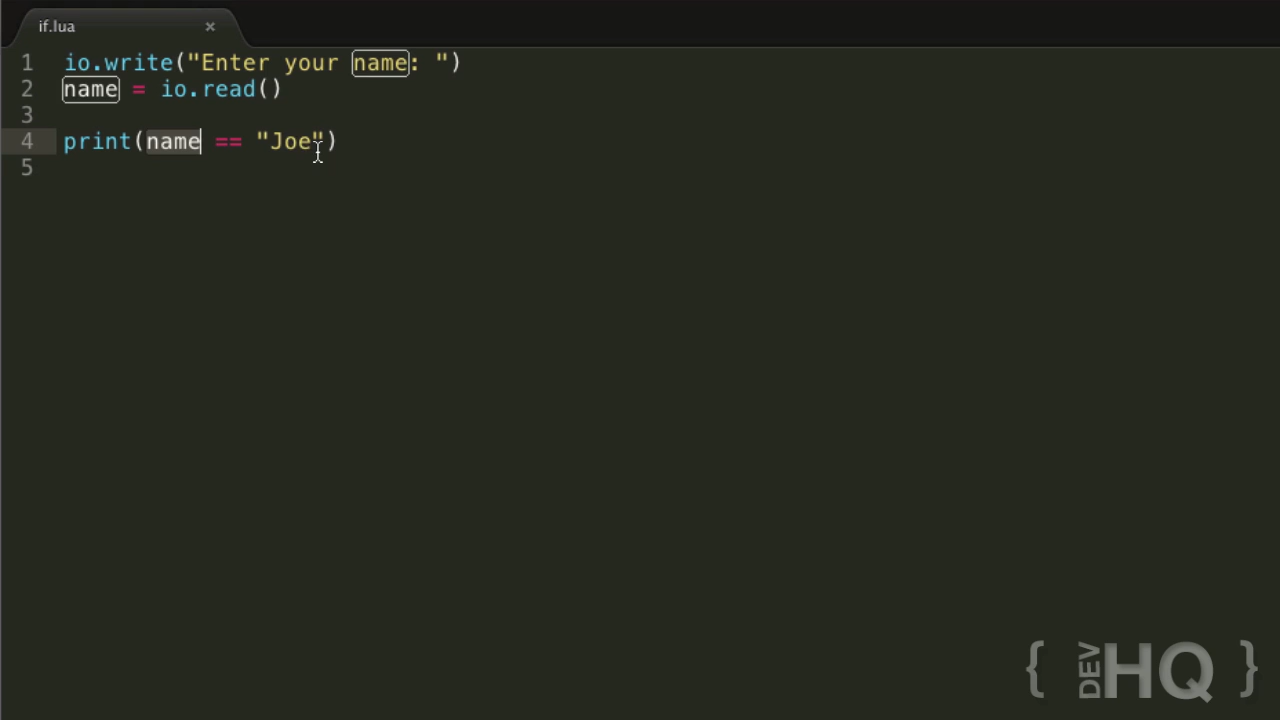 if.lua ×
1 io.write("Enter your name: ")
2 name = io.read()
3
4 print(name == "Joe")
5
{ DEV HQ }